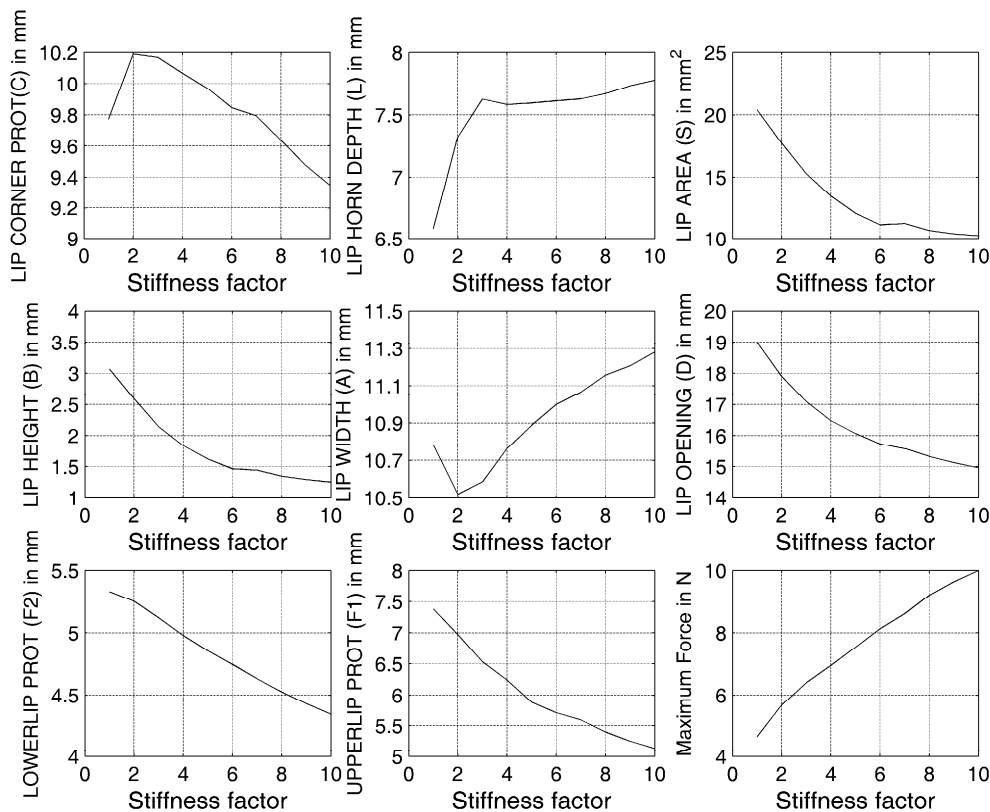 LIP CORNER PROT(C) in mm
10.2
10
9.8
9.6
9.4
9.2
9
0 2 4 6 8 10
Stiffness factor
LIP HORN DEPTH (L) in mm
8
7.5
7
6.5
0 2 4 6 8 10
Stiffness factor
LIP AREA (S) in mm²
25
20
15
10
0 2 4 6 8 10
Stiffness factor
LIP HEIGHT (B) in mm
4
3.5
3
2.5
2
1.5
1
0 2 4 6 8 10
Stiffness factor
LIP WIDTH (A) in mm
11.5
11.3
11.1
10.9
10.7
10.5
0 2 4 6 8 10
Stiffness factor
LIP OPENING (D) in mm
20
19
18
17
16
15
14
0 2 4 6 8 10
Stiffness factor
LOWERLIP PROT (F2) in mm
5.5
5
4.5
4
0 2 4 6 8 10
Stiffness factor
UPPERLIP PROT (F1) in mm
8
7.5
7
6.5
6
5.5
5
0 2 4 6 8 10
Stiffness factor
Maximum Force in N
10
8
6
4
0 2 4 6 8 10
Stiffness factor